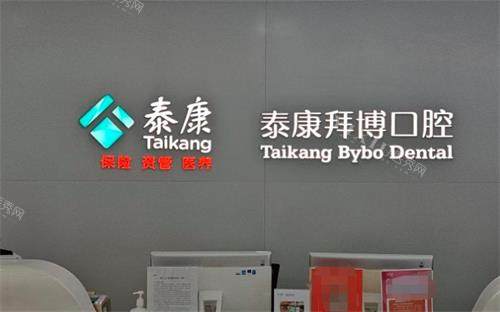 泰康
Taikang
保险 资管 医养
泰康拜博口腔
Taikang Bybo Dental